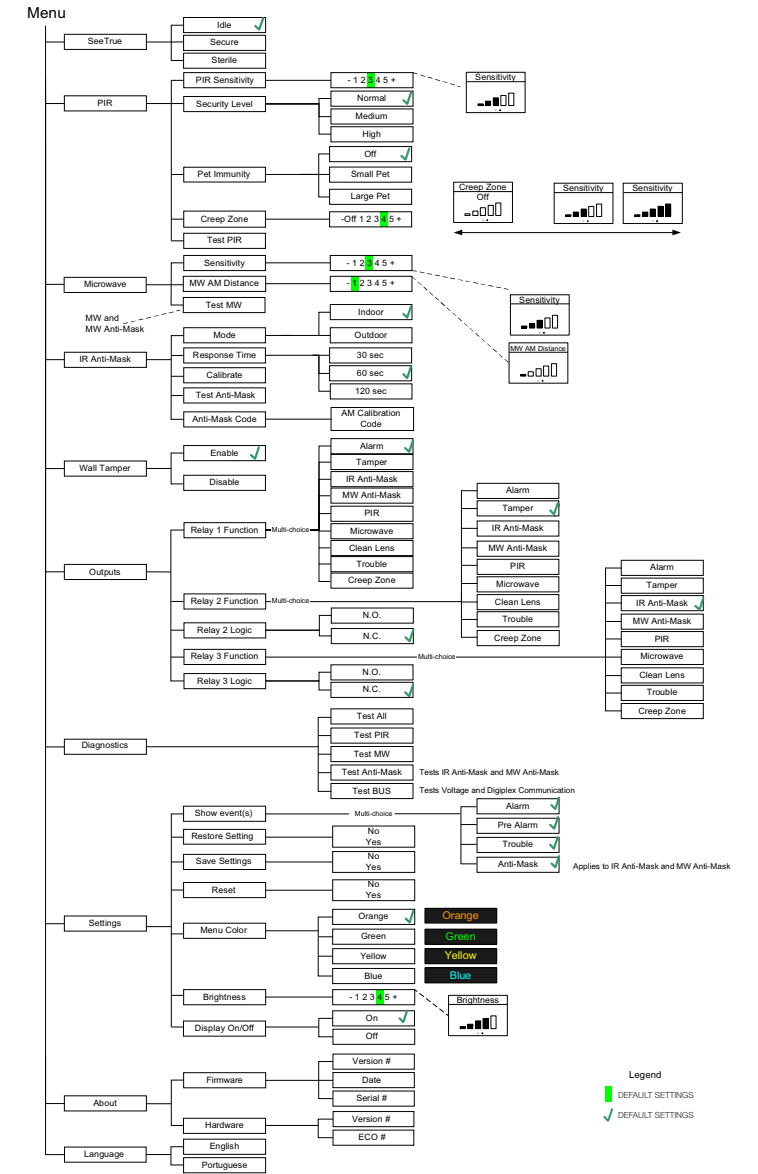 Menu
SeeTrue
Idle
Secure
Sterile
PIR
PIR Sensitivity
- 1 2 3 4 5 +
Sensitivity
Security Level
Normal
Medium
High
Pet Immunity
Off
Small Pet
Large Pet
Creep Zone
-Off 1 2 3 4 5 +
Creep Zone
Off
Sensitivity
Sensitivity
Test PIR
Microwave
Sensitivity
- 1 2 3 4 5 +
MW AM Distance
- 1 2 3 4 5 +
Test MW
MW and
MW Anti-Mask
Sensitivity
MW AM Distance
IR Anti-Mask
Mode
Indoor
Outdoor
Response Time
30 sec
60 sec
120 sec
Calibrate
Test Anti-Mask
Anti-Mask Code
AM Calibration
Code
Wall Tamper
Enable
Disable
Outputs
Relay 1 Function
Multi-choice
Alarm
Tamper
IR Anti-Mask
MW Anti-Mask
PIR
Microwave
Clean Lens
Trouble
Creep Zone
Relay 2 Function
Multi-choice
Alarm
Tamper
IR Anti-Mask
MW Anti-Mask
PIR
Microwave
Clean Lens
Trouble
Creep Zone
Relay 2 Logic
N.O.
N.C.
Relay 3 Function
Multi-choice
Alarm
Tamper
IR Anti-Mask
MW Anti-Mask
PIR
Microwave
Clean Lens
Trouble
Creep Zone
Relay 3 Logic
N.O.
N.C.
Diagnostics
Test All
Test PIR
Test MW
Test Anti-Mask
Tests IR Anti-Mask and MW Anti-Mask
Test BUS
Tests Voltage and Digiplex Communication
Settings
Show event(s)
Multi-choice
Alarm
Pre Alarm
Trouble
Anti-Mask
Applies to IR Anti-Mask and MW Anti-Mask
Restore Setting
No
Yes
Save Settings
No
Yes
Reset
No
Yes
Menu Color
Orange
Orange
Green
Green
Yellow
Yellow
Blue
Blue
Brightness
- 1 2 3 4 5 +
Brightness
Display On/Off
On
Off
About
Firmware
Version #
Date
Serial #
Hardware
Version #
ECO #
Language
English
Portuguese
Legend
DEFAULT SETTINGS
DEFAULT SETTINGS